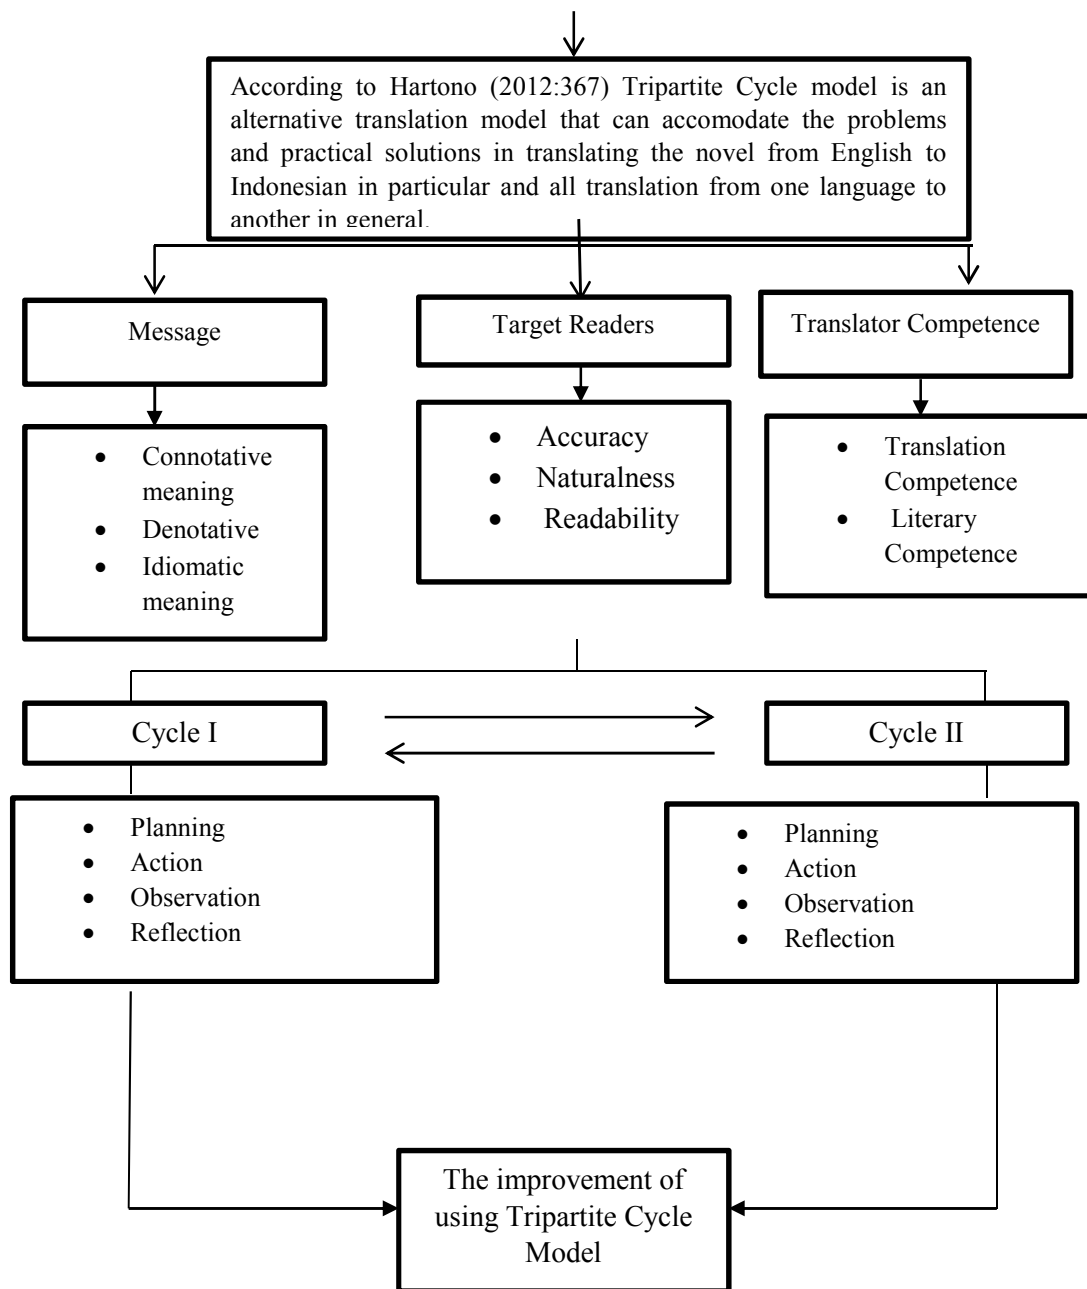 According to Hartono (2012:367) Tripartite Cycle model is an
alternative translation model that can accomodate the problems
and practical solutions in translating the novel from English to
Indonesian in particular and all translation from one language to
another in general.
Message
Target Readers
Translator Competence
• Connotative
meaning
• Denotative
• Idiomatic
meaning
• Accuracy
• Naturalness
• Readability
• Translation
Competence
• Literary
Competence
Cycle I
Cycle II
• Planning
• Action
• Observation
• Reflection
• Planning
• Action
• Observation
• Reflection
The improvement of
using Tripartite Cycle
Model